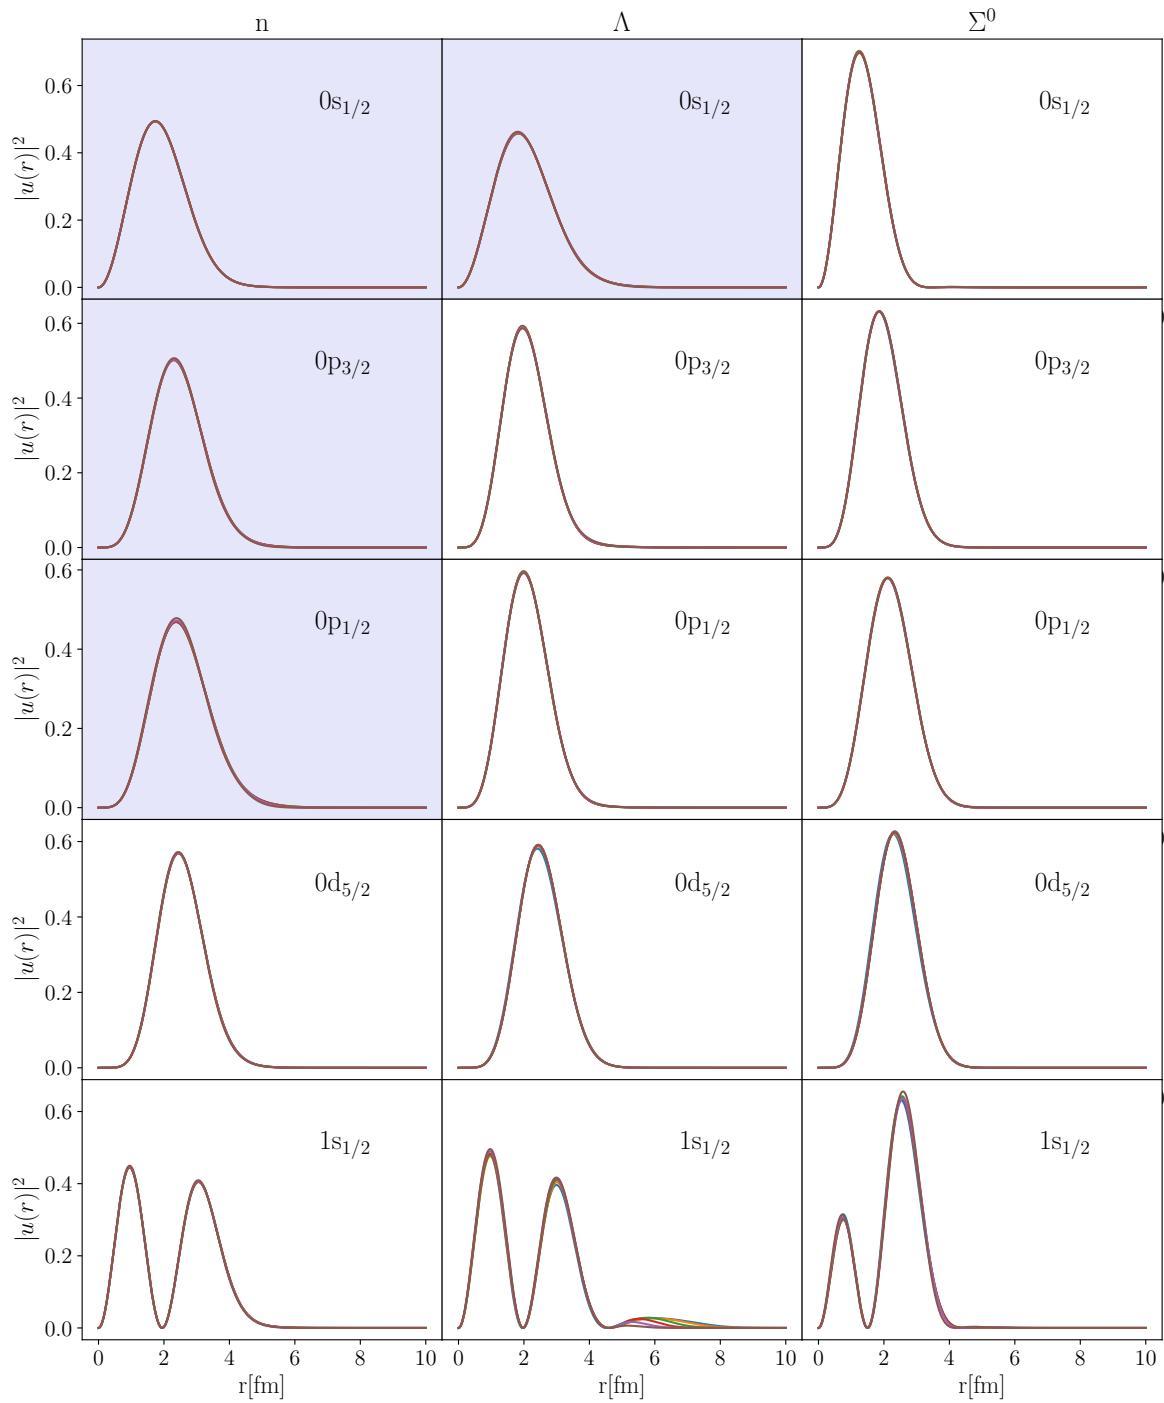 n Λ Σ⁰
0.6 0s₁/₂ 0s₁/₂ 0s₁/₂
0.4
|u(r)|²
0.2
0.0
0.6
0p₃/₂ 0p₃/₂ 0p₃/₂
0.4
|u(r)|²
0.2
0.0
0.6
0p₁/₂ 0p₁/₂ 0p₁/₂
0.4
|u(r)|²
0.2
0.0
0.6
0d₅/₂ 0d₅/₂ 0d₅/₂
0.4
|u(r)|²
0.2
0.0
0.6
1s₁/₂ 1s₁/₂ 1s₁/₂
0.4
|u(r)|²
0.2
0.0
0 2 4 6 8 10 0 2 4 6 8 10 0 2 4 6 8 10
r[fm] r[fm] r[fm]